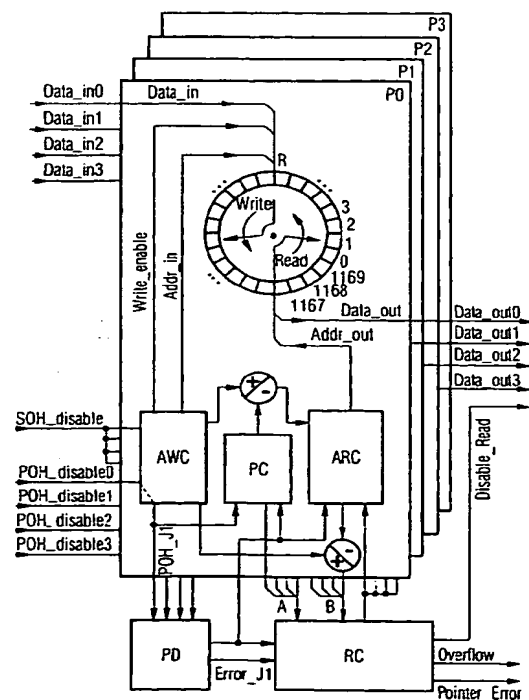 P3
P2
P1
P0
Data_in0
Data_in
Data_in1
Data_in2
Data_in3
R
Write
Read
3
2
1
0
1169
1168
1167
Write_enable
Addr_in
Data_out
Data_out0
Addr_out
Data_out1
Data_out2
Data_out3
+
-
SOH_disable
AWC
PC
ARC
Disable_Read
POH_disable0
POH_disable1
POH_disable2
POH_disable3
POH_J1
+
-
A
B
PD
RC
Error_J1
Overflow
Pointer_Error